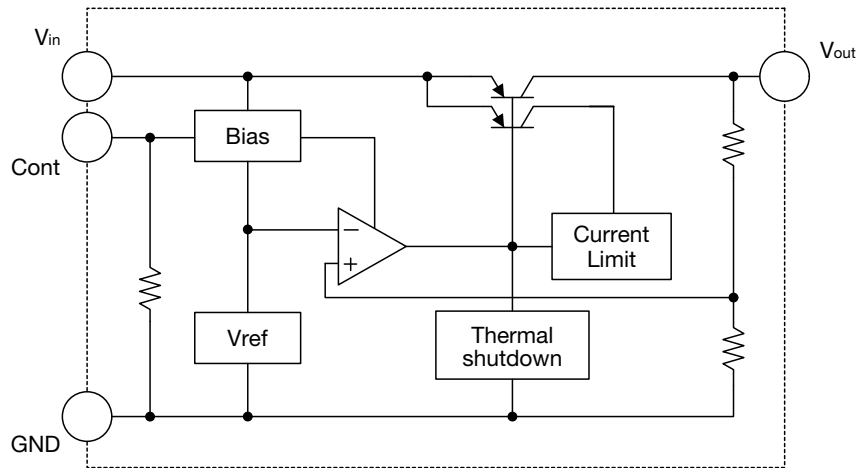 Vin
Vout
Cont
Bias
−
+
Current
Limit
Vref
Thermal
shutdown
GND